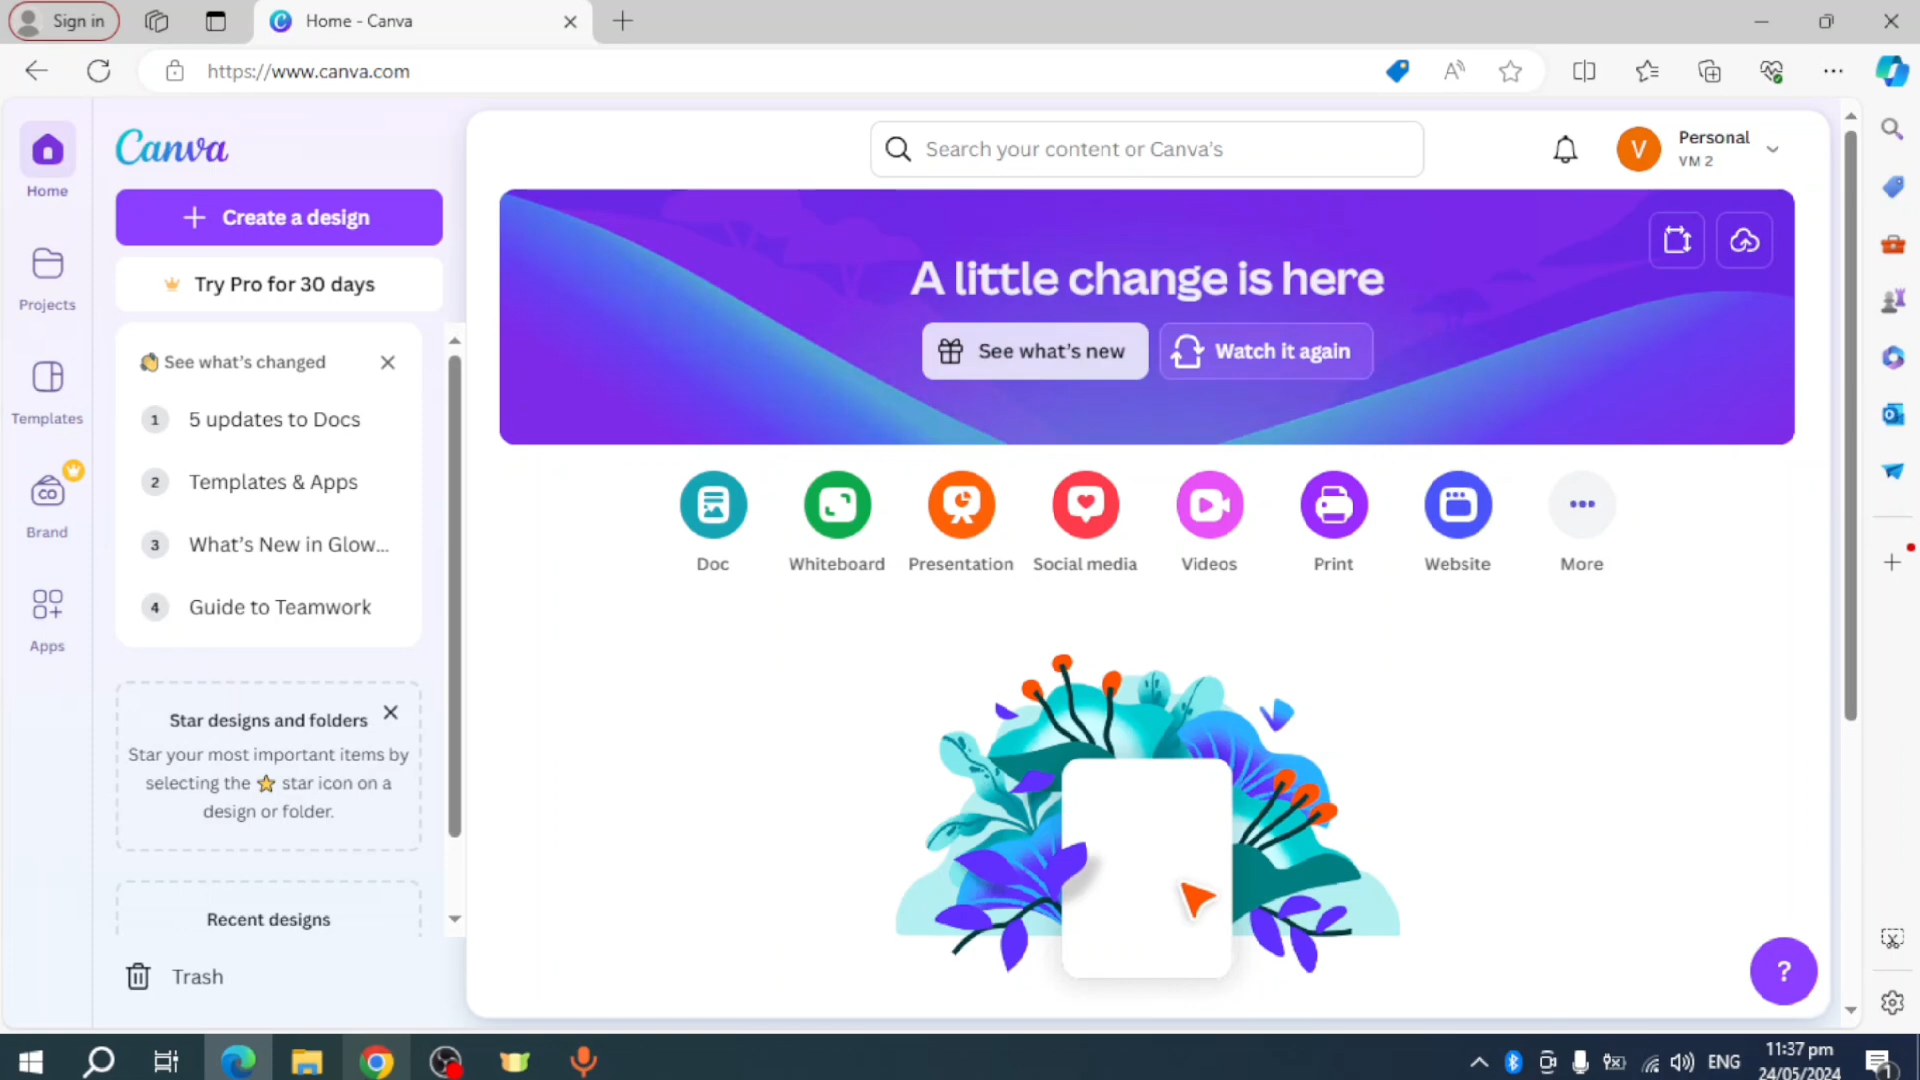 Sign in
Home - Canva
https://www.canva.com
Home
Projects
Templates
CO
Brand
Apps
Canva
Create a design
Try Pro for 30 days
See what's changed
1 5 updates to Docs
2 Templates & Apps
3 What's New in Glow...
4 Guide to Teamwork
Star designs and folders
Star your most important items by
selecting the star icon on a
design or folder.
Recent designs
Trash
Search your content or Canva's
V
Personal
VM 2
A little change is here
See what's new
Watch it again
Doc
Whiteboard
Presentation
Social media
Videos
Print
Website
More
?
ENG
11:37 pm
24/05/2024
1